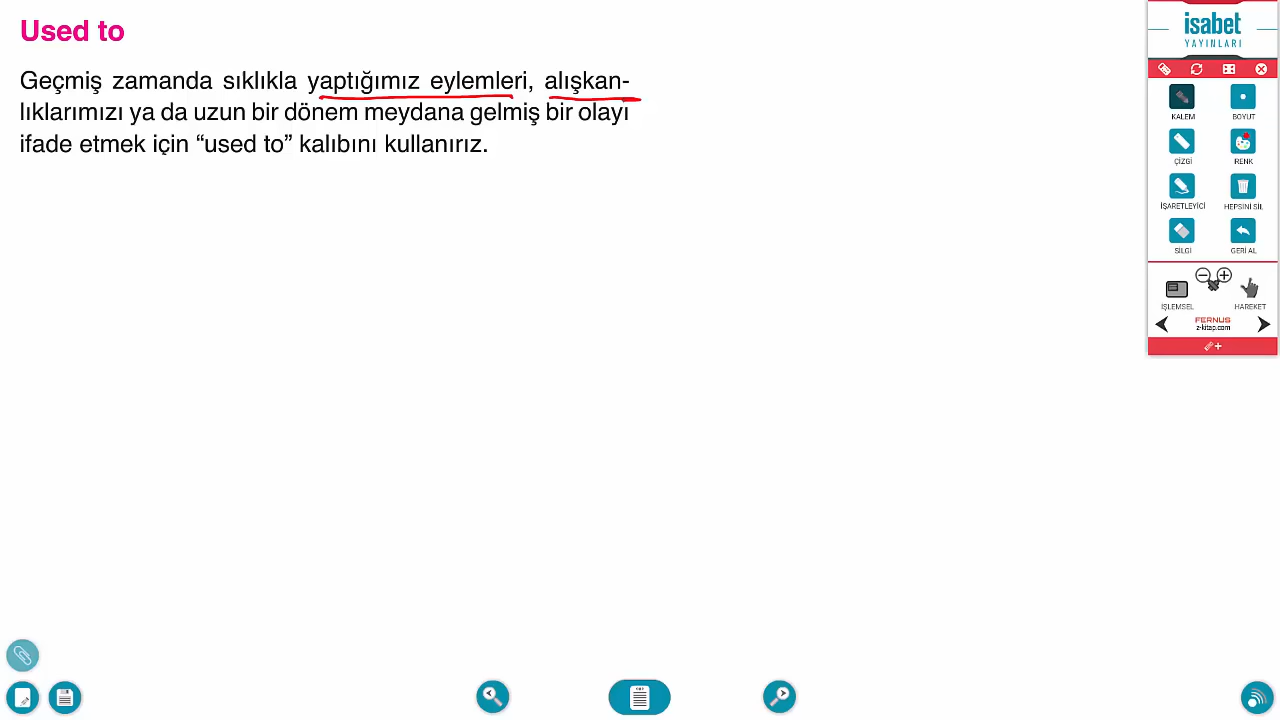 Used to
Geçmiş zamanda sıklıkla yaptığımız eylemleri, alışkan-
lıklarımızı ya da uzun bir dönem meydana gelmiş bir olayı
ifade etmek için “used to” kalıbını kullanırız.
isabet
YAYINLARI
KALEM
BOYUT
ÇİZGİ
RENK
İŞARETLEYİCİ
HEPSİNİ SİL
SİLGİ
GERİ AL
İŞLEMSEL
HAREKET
FERNUS
z-kitap.com